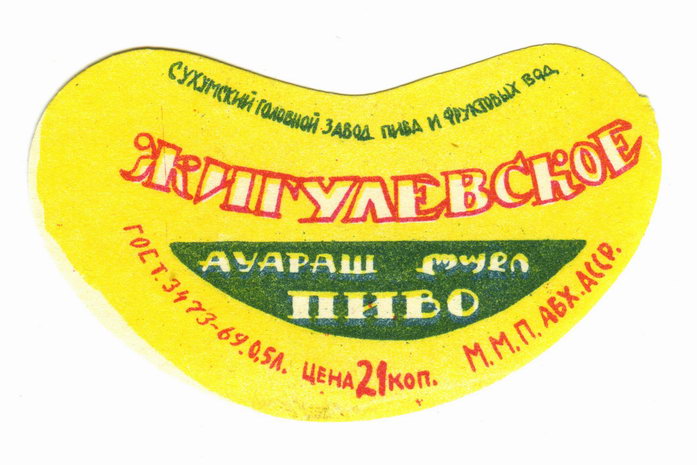 СУХУМСКИЙ ГОЛОВНОЙ ЗАВОД ПИВА И ФРУКТОВЫХ ВОД
ЖИГУЛЕВСКОЕ
АУАРАШ ლუდი
ПИВО
ГОСТ. 3473-69. 0,5Л. ЦЕНА 21 КОП. М.М.П. АБХ. АССР.